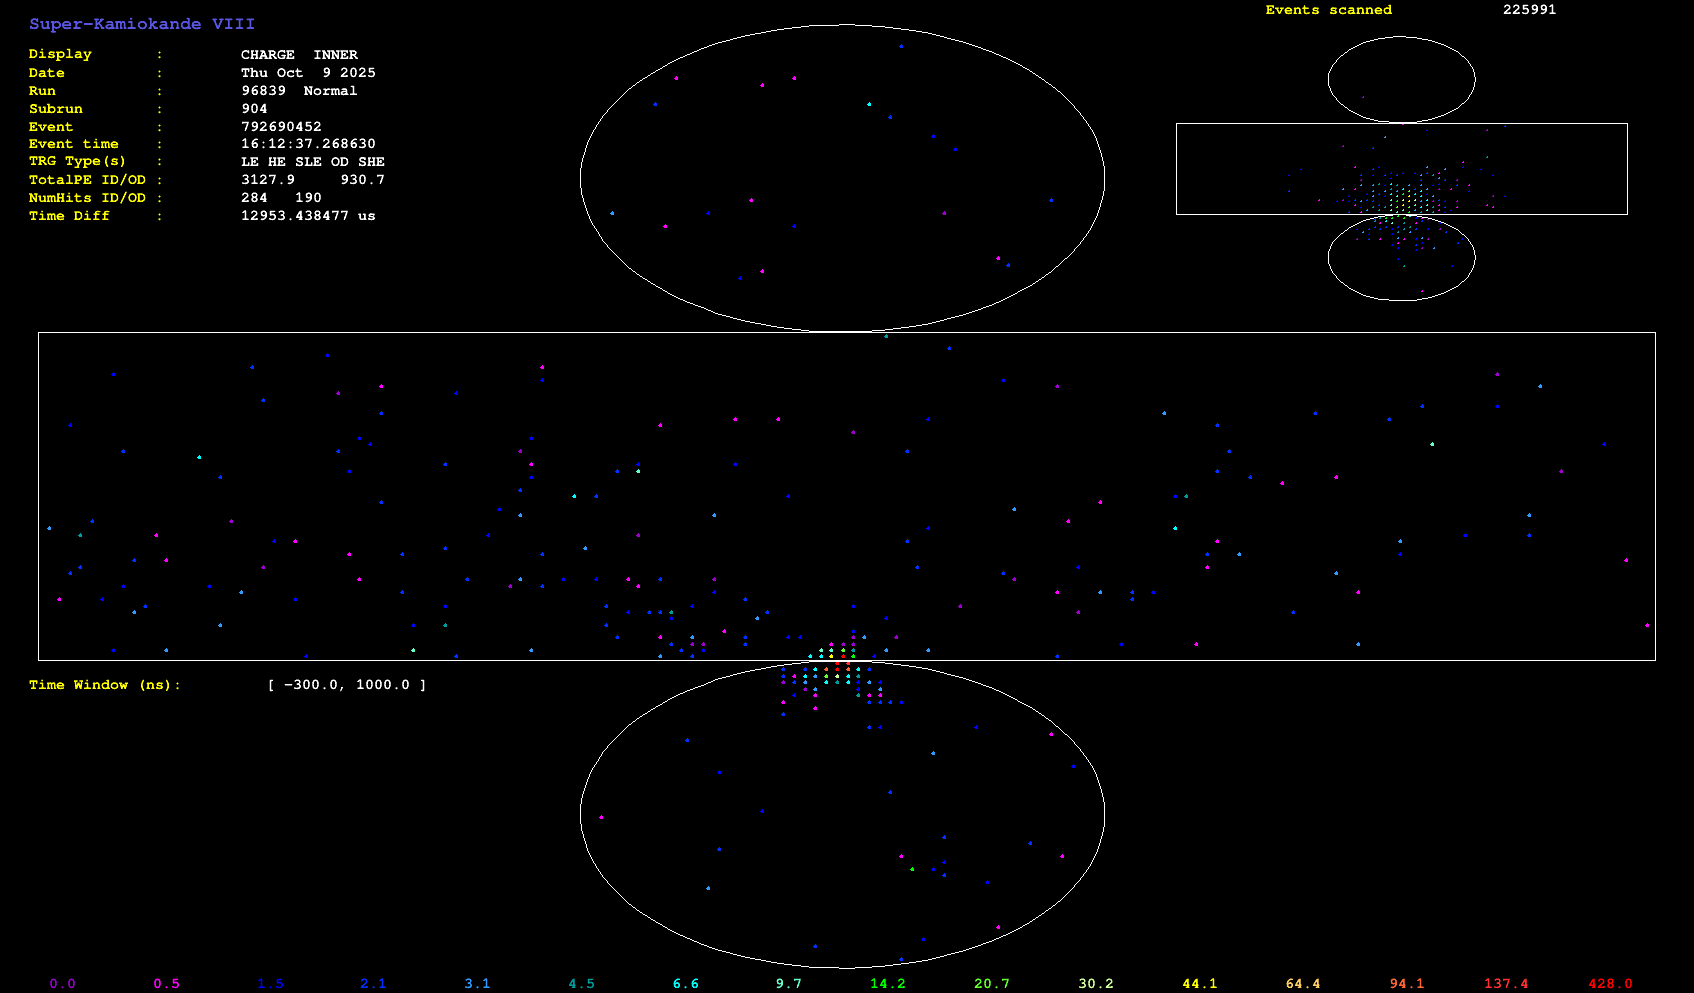 Super-Kamiokande VIII
Events scanned 225991
Display : CHARGE INNER
Date : Thu Oct 9 2025
Run : 96839 Normal
Subrun : 904
Event : 792690452
Event time : 16:12:37.268630
TRG Type(s) : LE HE SLE OD SHE
TotalPE ID/OD : 3127.9 930.7
NumHits ID/OD : 284 190
Time Diff : 12953.438477 us
Time Window (ns): [ -300.0, 1000.0 ]
0.0 0.5 1.5 2.1 3.1 4.5 6.6 9.7 14.2 20.7 30.2 44.1 64.4 94.1 137.4 428.0